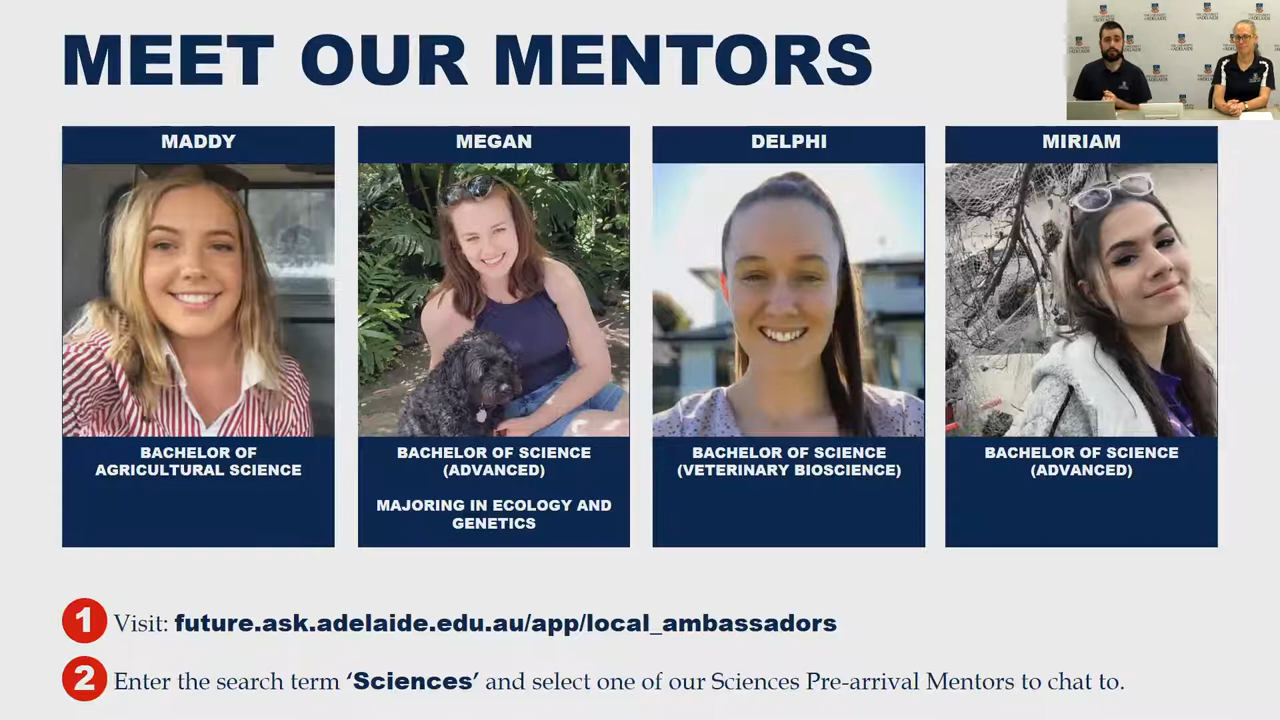 MEET OUR MENTORS
MADDY
MEGAN
DELPHI
MIRIAM
BACHELOR OF
AGRICULTURAL SCIENCE
BACHELOR OF SCIENCE
(ADVANCED)
MAJORING IN ECOLOGY AND
GENETICS
BACHELOR OF SCIENCE
(VETERINARY BIOSCIENCE)
BACHELOR OF SCIENCE
(ADVANCED)
1 Visit: future.ask.adelaide.edu.au/app/local_ambassadors
2 Enter the search term ‘Sciences’ and select one of our Sciences Pre-arrival Mentors to chat to.